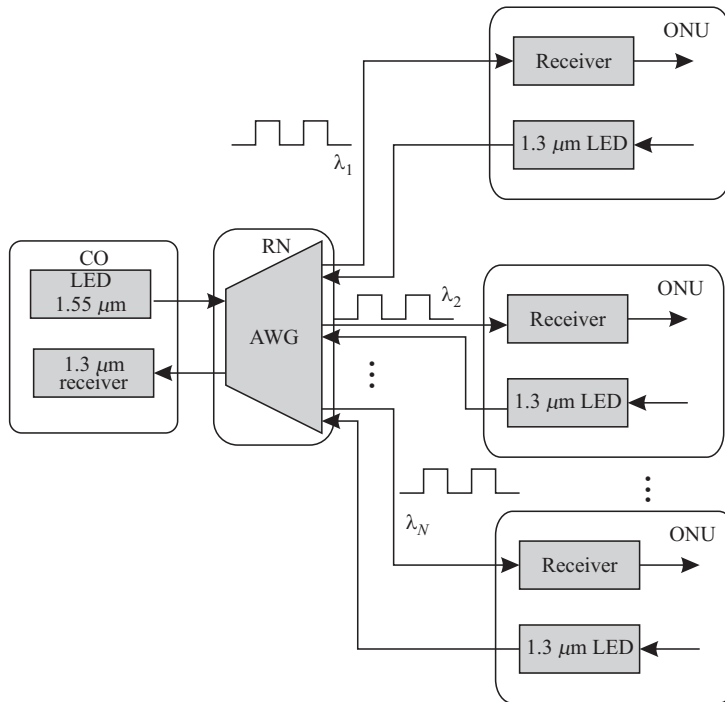 ONU
Receiver
1.3 μm LED
λ1
CO
LED
1.55 μm
1.3 μm
receiver
RN
AWG
λ2
ONU
Receiver
1.3 μm LED
λN
ONU
Receiver
1.3 μm LED